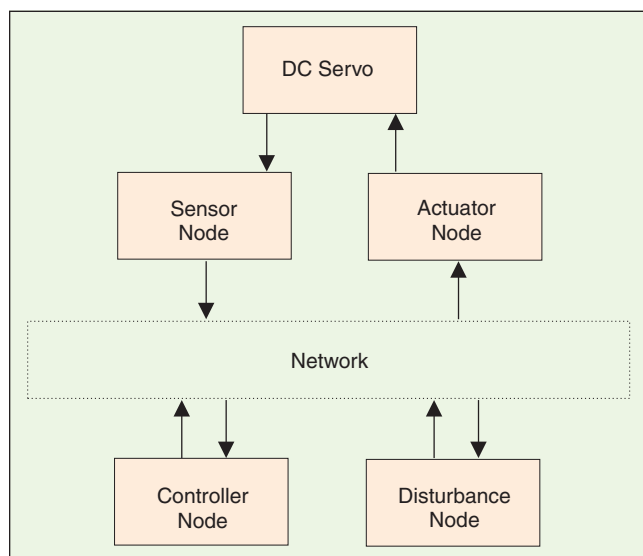 DC Servo
Sensor
Node
Actuator
Node
Network
Controller
Node
Disturbance
Node